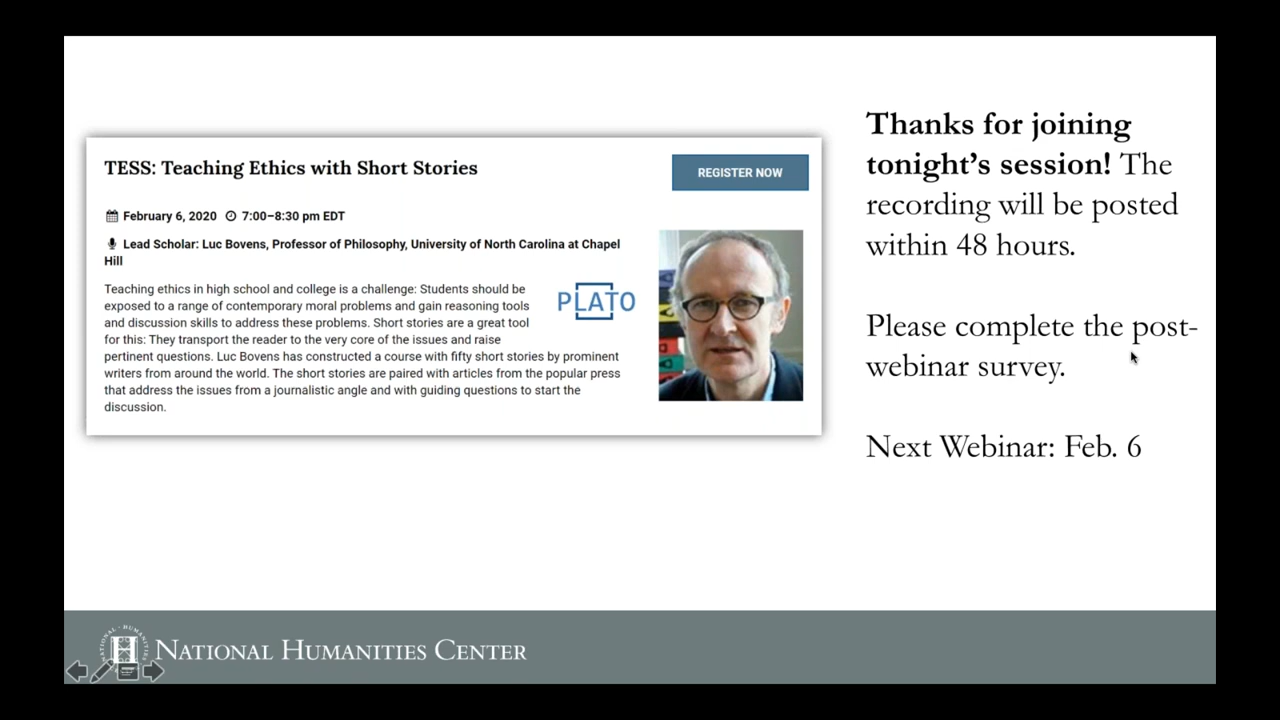 TESS: Teaching Ethics with Short Stories
REGISTER NOW
February 6, 2020 7:00–8:30 pm EDT
Lead Scholar: Luc Bovens, Professor of Philosophy, University of North Carolina at Chapel
Hill
Teaching ethics in high school and college is a challenge: Students should be
exposed to a range of contemporary moral problems and gain reasoning tools
and discussion skills to address these problems. Short stories are a great tool
for this: They transport the reader to the very core of the issues and raise
pertinent questions. Luc Bovens has constructed a course with fifty short stories by prominent
writers from around the world. The short stories are paired with articles from the popular press
that address the issues from a journalistic angle and with guiding questions to start the
discussion.
PLATO
Thanks for joining
tonight’s session! The
recording will be posted
within 48 hours.
Please complete the post-
webinar survey.
Next Webinar: Feb. 6
NATIONAL HUMANITIES CENTER